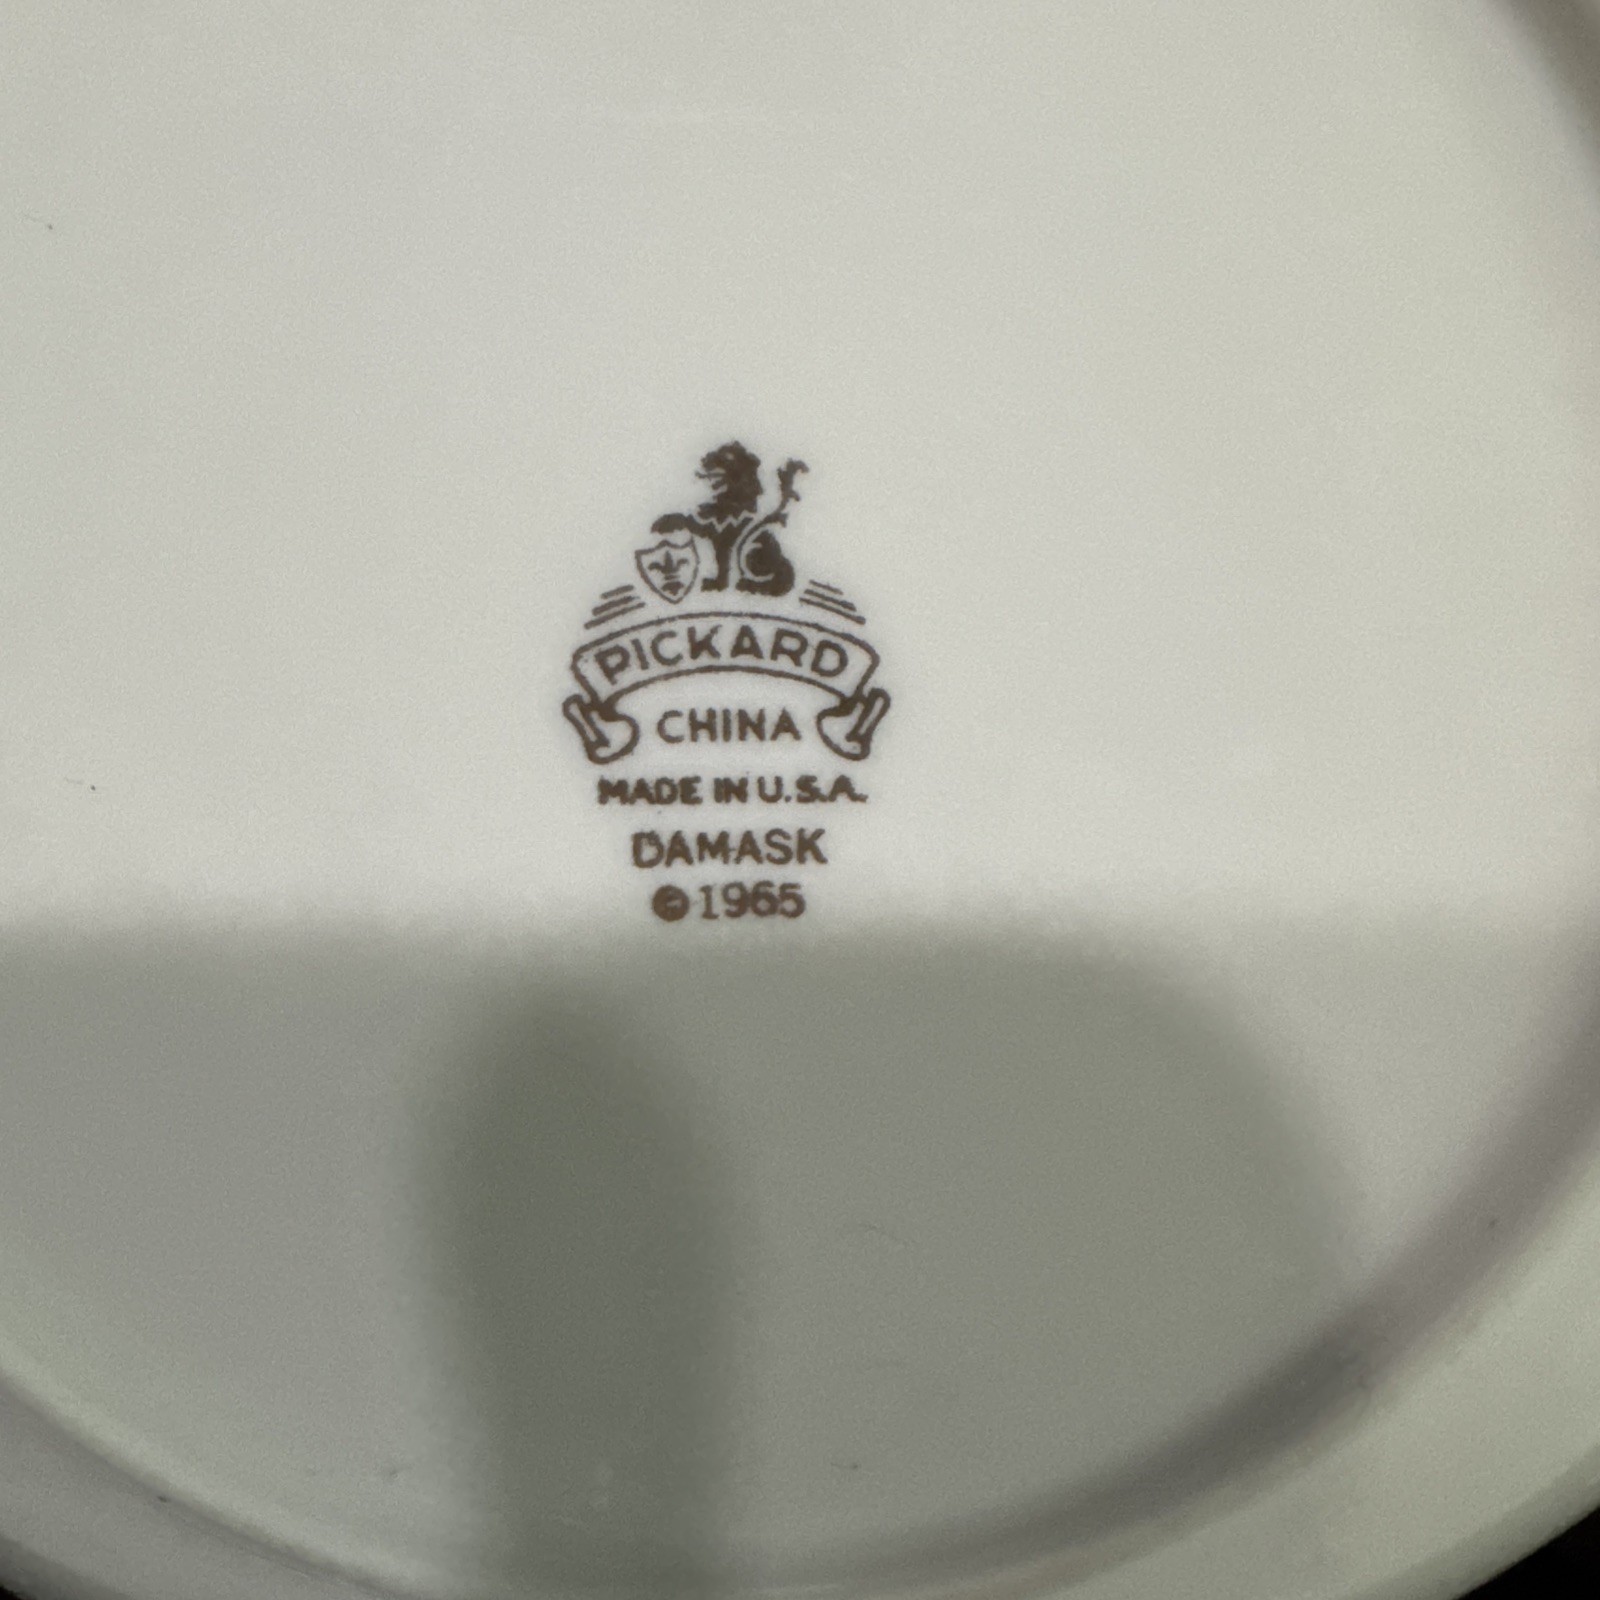 PICKARD
CHINA
MADE IN U.S.A.
DAMASK
©1965